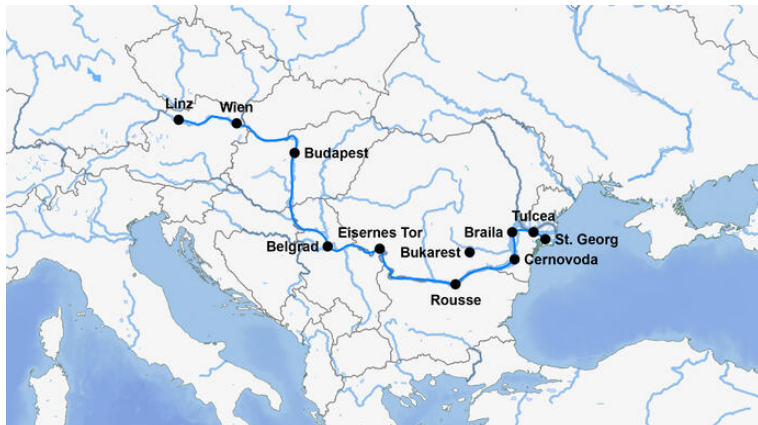 Linz
Wien
Budapest
Belgrad
Eisernes Tor
Bukarest
Braila
Tulcea
St. Georg
Cernovoda
Rousse